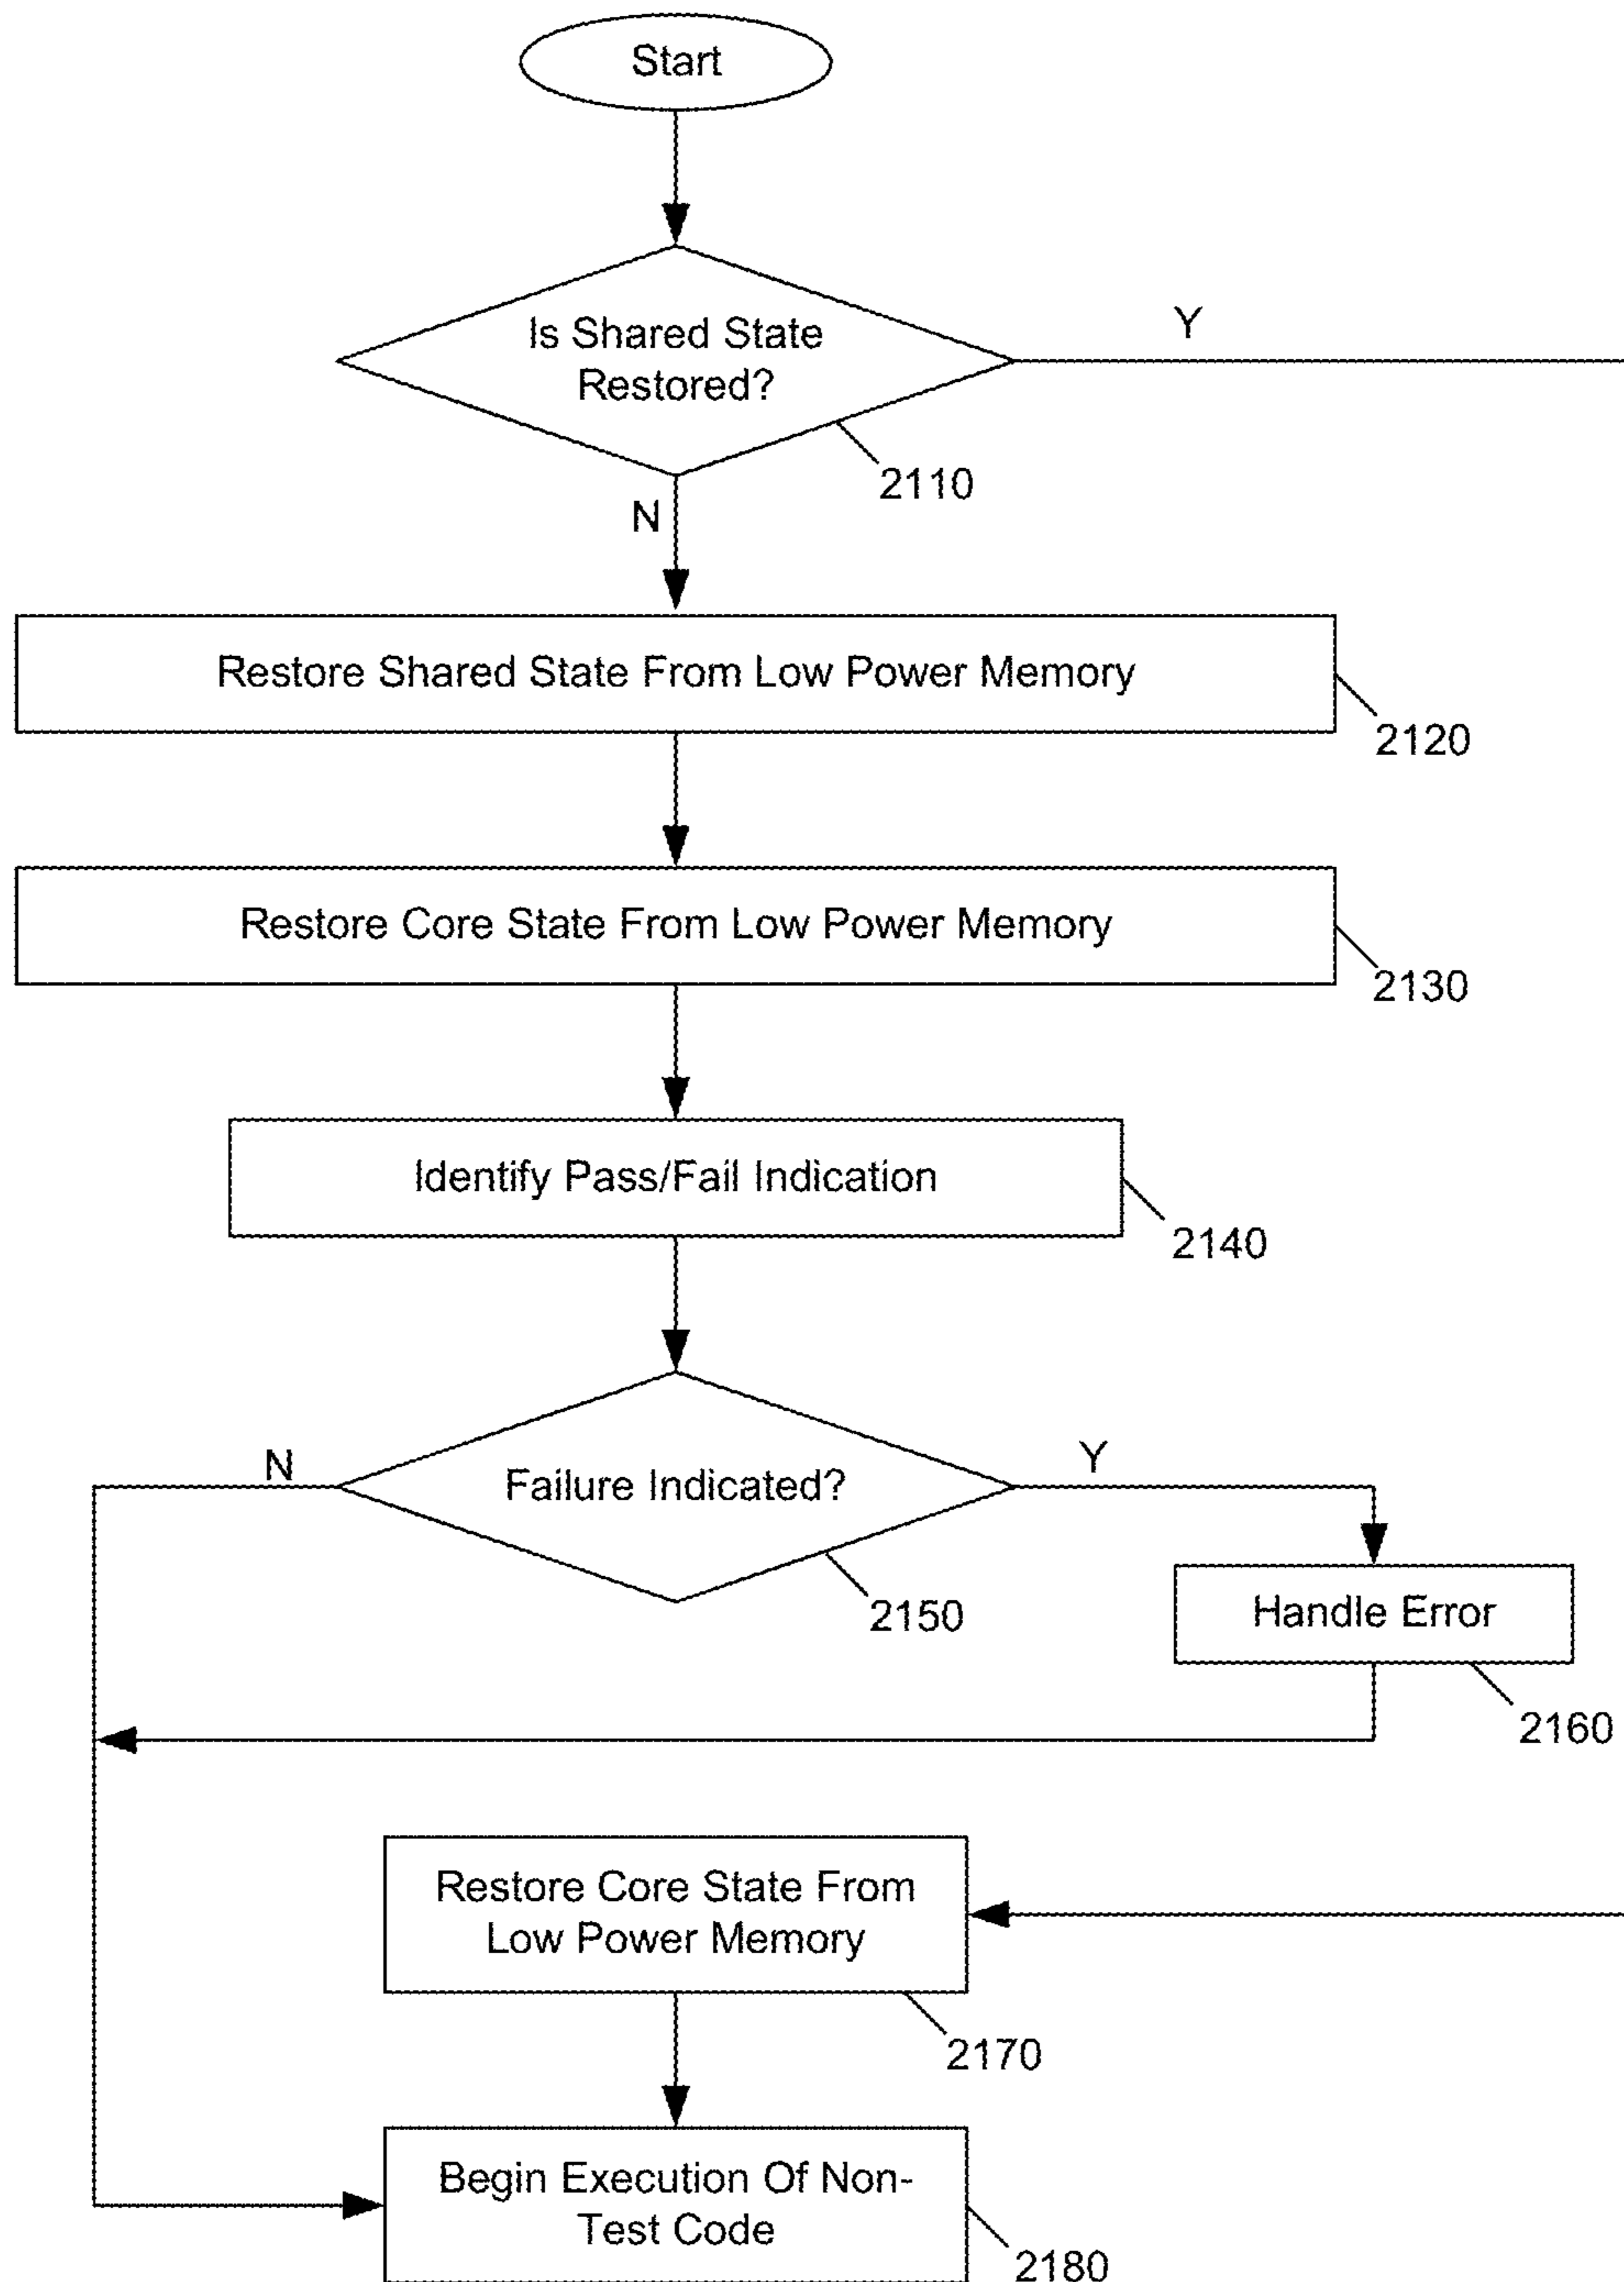 Start
Is Shared State
Restored?
Y
2110
N
Restore Shared State From Low Power Memory
2120
Restore Core State From Low Power Memory
2130
Identify Pass/Fail Indication
2140
N
Failure Indicated?
Y
2150
Handle Error
2160
Restore Core State From
Low Power Memory
2170
Begin Execution Of Non-
Test Code
2180